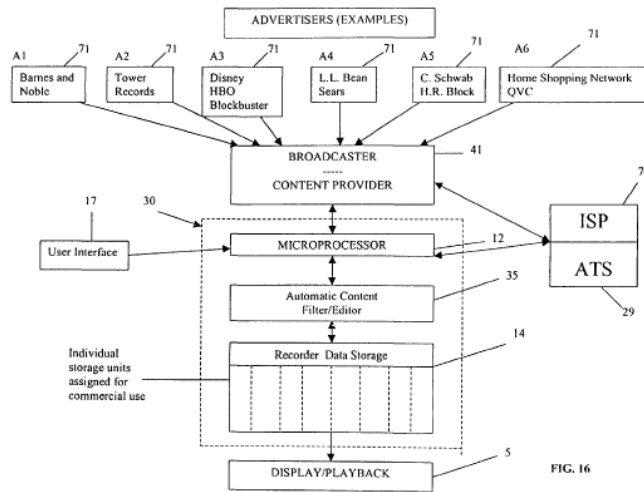 ADVERTISERS (EXAMPLES)
A1
71
A2
71
A3
71
A4
71
A5
71
A6
71
Barnes and
Noble
Tower
Records
Disney
HBO
Blockbuster
L.L. Bean
Sears
C. Schwab
H.R. Block
Home Shopping Network
QVC
BROADCASTER
-----
CONTENT PROVIDER
41
17
30
7
User Interface
MICROPROCESSOR
12
ISP
ATS
29
Automatic Content
Filter/Editor
35
Recorder Data Storage
14
Individual
storage units
assigned for
commercial use
DISPLAY/PLAYBACK
5
FIG. 16